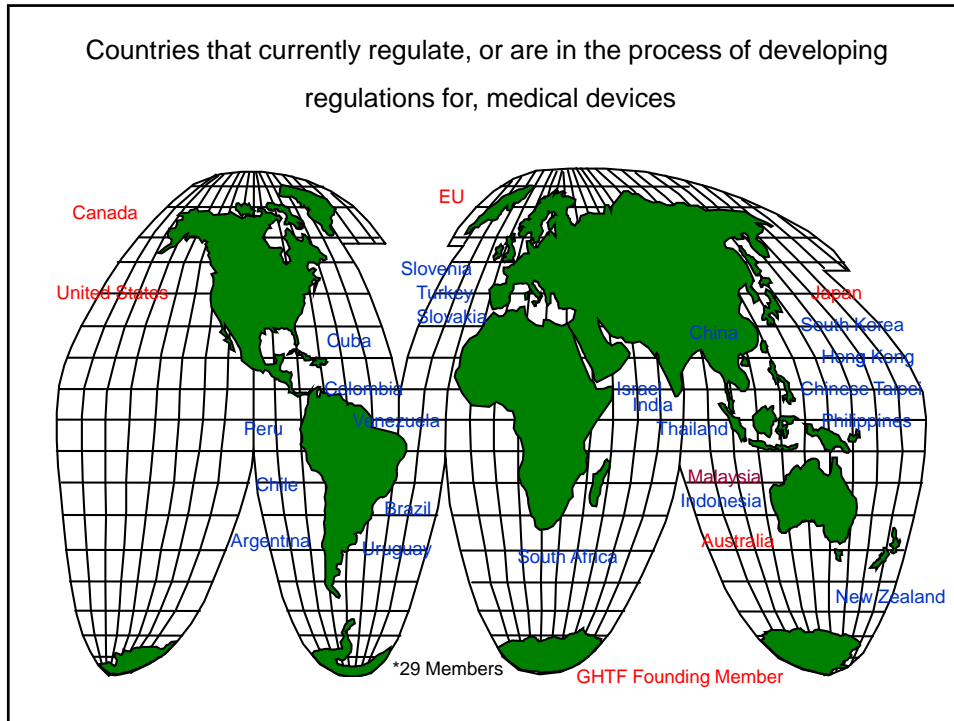 Countries that currently regulate, or are in the process of developing
regulations for, medical devices
Canada
EU
Slovenia
United States
Turkey
Japan
Slovakia
South Korea
Cuba
China
Hong Kong
Colombia
Israel
Chinese Taipei
India
Venezuela
Peru
Thailand
Philippines
Malaysia
Chile
Indonesia
Brazil
Argentina
Uruguay
Australia
South Africa
New Zealand
*29 Members
GHTF Founding Member